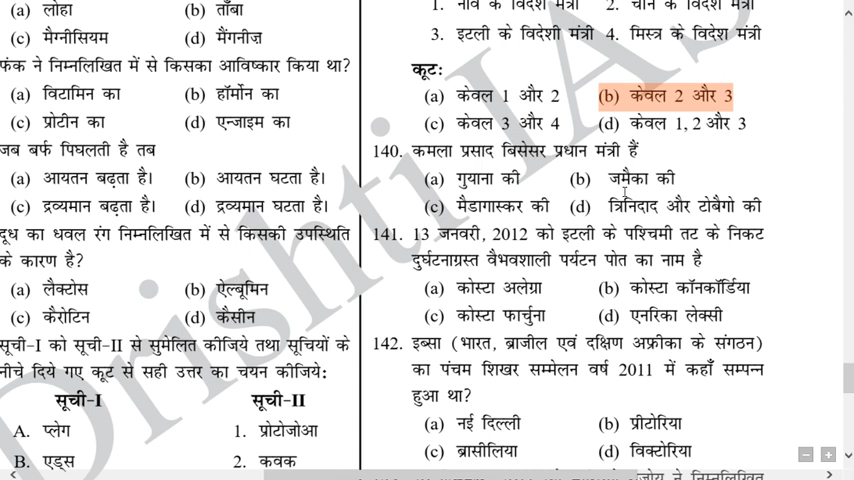 (a) लोहा (b) ताँबा
(c) मैग्नीसियम (d) मैंगनीज़
फंक ने निम्नलिखित में से किसका आविष्कार किया था?
(a) विटामिन का (b) हॉर्मोन का
(c) प्रोटीन का (d) एन्जाइम का
जब बर्फ पिघलती है तब
(a) आयतन बढ़ता है। (b) आयतन घटता है।
(c) द्रव्यमान बढ़ता है। (d) द्रव्यमान घटता है।
दूध का धवल रंग निम्नलिखित में से किसकी उपस्थिति
के कारण है?
(a) लैक्टोस (b) ऐल्बूमिन
(c) कैरोटिन (d) कैसीन
सूची-I को सूची-II से सुमेलित कीजिये तथा सूचियों के
नीचे दिये गए कूट से सही उत्तर का चयन कीजिये:
सूची-I सूची-II
A. प्लेग 1. प्रोटोजोआ
B. एड्स 2. कवक
1. नार्वे के विदेश मंत्री 2. चीन के विदेश मंत्री
3. इटली के विदेशी मंत्री 4. मिस्त्र के विदेश मंत्री
कूट:
(a) केवल 1 और 2 (b) केवल 2 और 3
(c) केवल 3 और 4 (d) केवल 1, 2 और 3
140. कमला प्रसाद बिसेसर प्रधान मंत्री हैं
(a) गुयाना की (b) जमैका की
(c) मैडागास्कर की (d) त्रिनिदाद और टोबैगो की
141. 13 जनवरी, 2012 को इटली के पश्चिमी तट के निकट
दुर्घटनाग्रस्त वैभवशाली पर्यटन पोत का नाम है
(a) कोस्टा अलेग्रा (b) कोस्टा कॉनकॉर्डिया
(c) कोस्टा फार्चुना (d) एनरिका लेक्सी
142. इब्सा (भारत, ब्राजील एवं दक्षिण अफ्रीका के संगठन)
का पंचम शिखर सम्मेलन वर्ष 2011 में कहाँ सम्पन्न
हुआ था?
(a) नई दिल्ली (b) प्रीटोरिया
(c) ब्रासीलिया (d) विक्टोरिया
ने निम्नलिखित
Drishti IAS